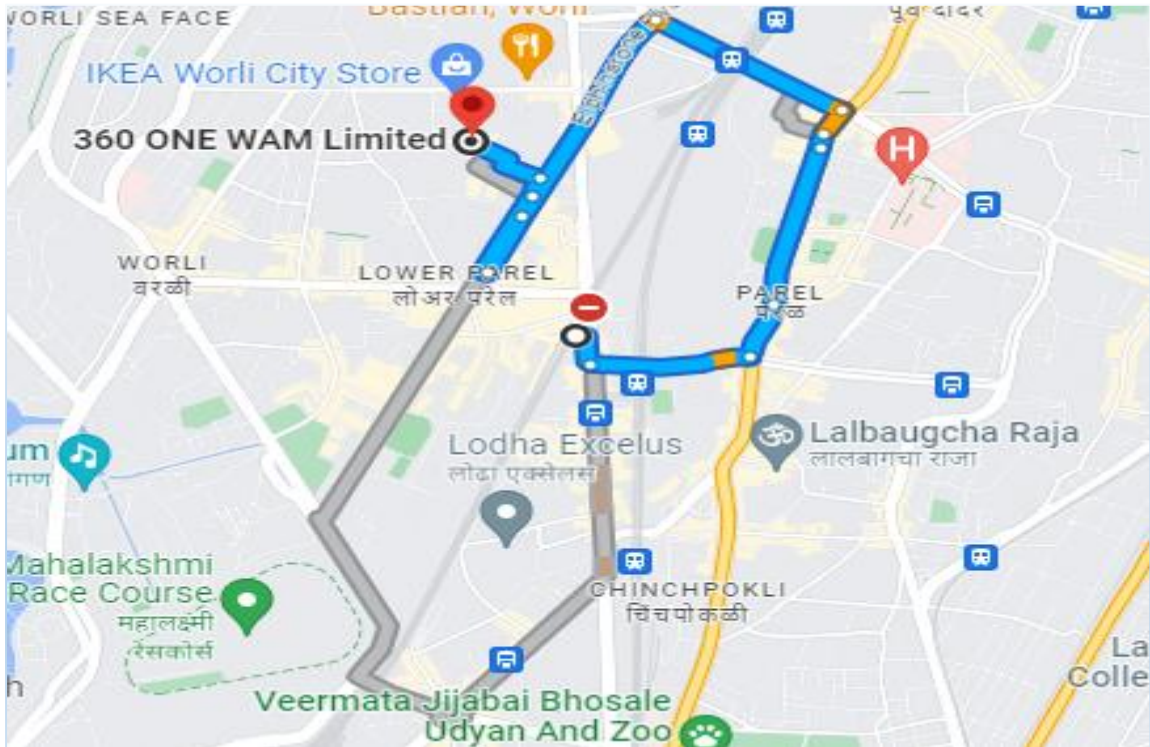 WORLI SEA FACE
Bastian, Worli
पूर्व दादर
IKEA Worli City Store
Elphinstone
360 ONE WAM Limited
H
WORLI
वरळी
LOWER PAREL
लोअर परेल
PAREL
परळ
Lodha Excelus
लोढा एक्सेलस
Lalbaugcha Raja
लालबागचा राजा
um
Mahalakshmi
Race Course
महालक्ष्मी
रेसकोर्स
CHINCHPOKLI
चिंचपोकळी
La
Colle
h
Veermata Jijabai Bhosale
Udyan And Zoo